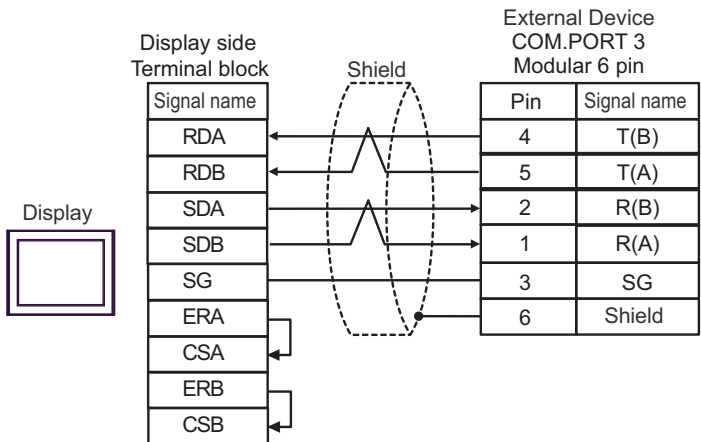 External Device
COM.PORT 3
Modular 6 pin
Display side
Terminal block
Shield
Signal name
Pin Signal name
RDA 4 T(B)
RDB 5 T(A)
SDA 2 R(B)
SDB 1 R(A)
SG 3 SG
ERA 6 Shield
CSA
ERB
CSB
Display